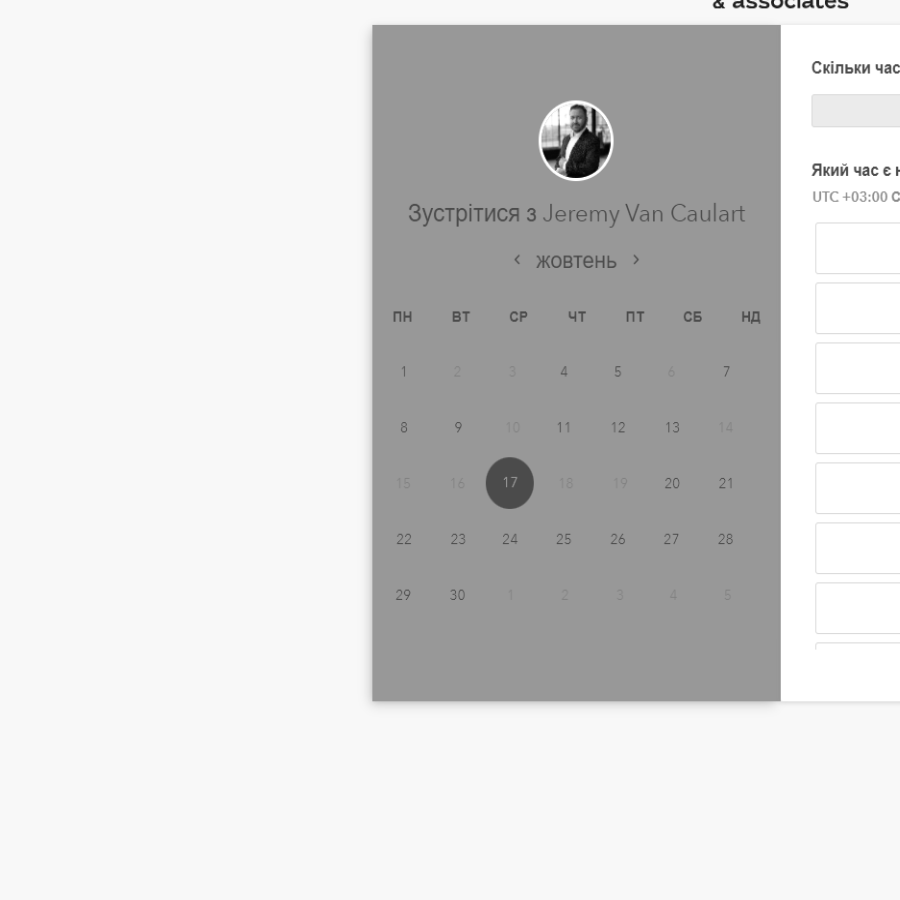 & associates
Зустрітися з Jeremy Van Caulart
‹ жовтень ›
ПН ВТ СР ЧТ ПТ СБ НД
1 2 3 4 5 6 7
8 9 10 11 12 13 14
15 16 17 18 19 20 21
22 23 24 25 26 27 28
29 30 1 2 3 4 5
Скільки
Який час є
UTC +03:00